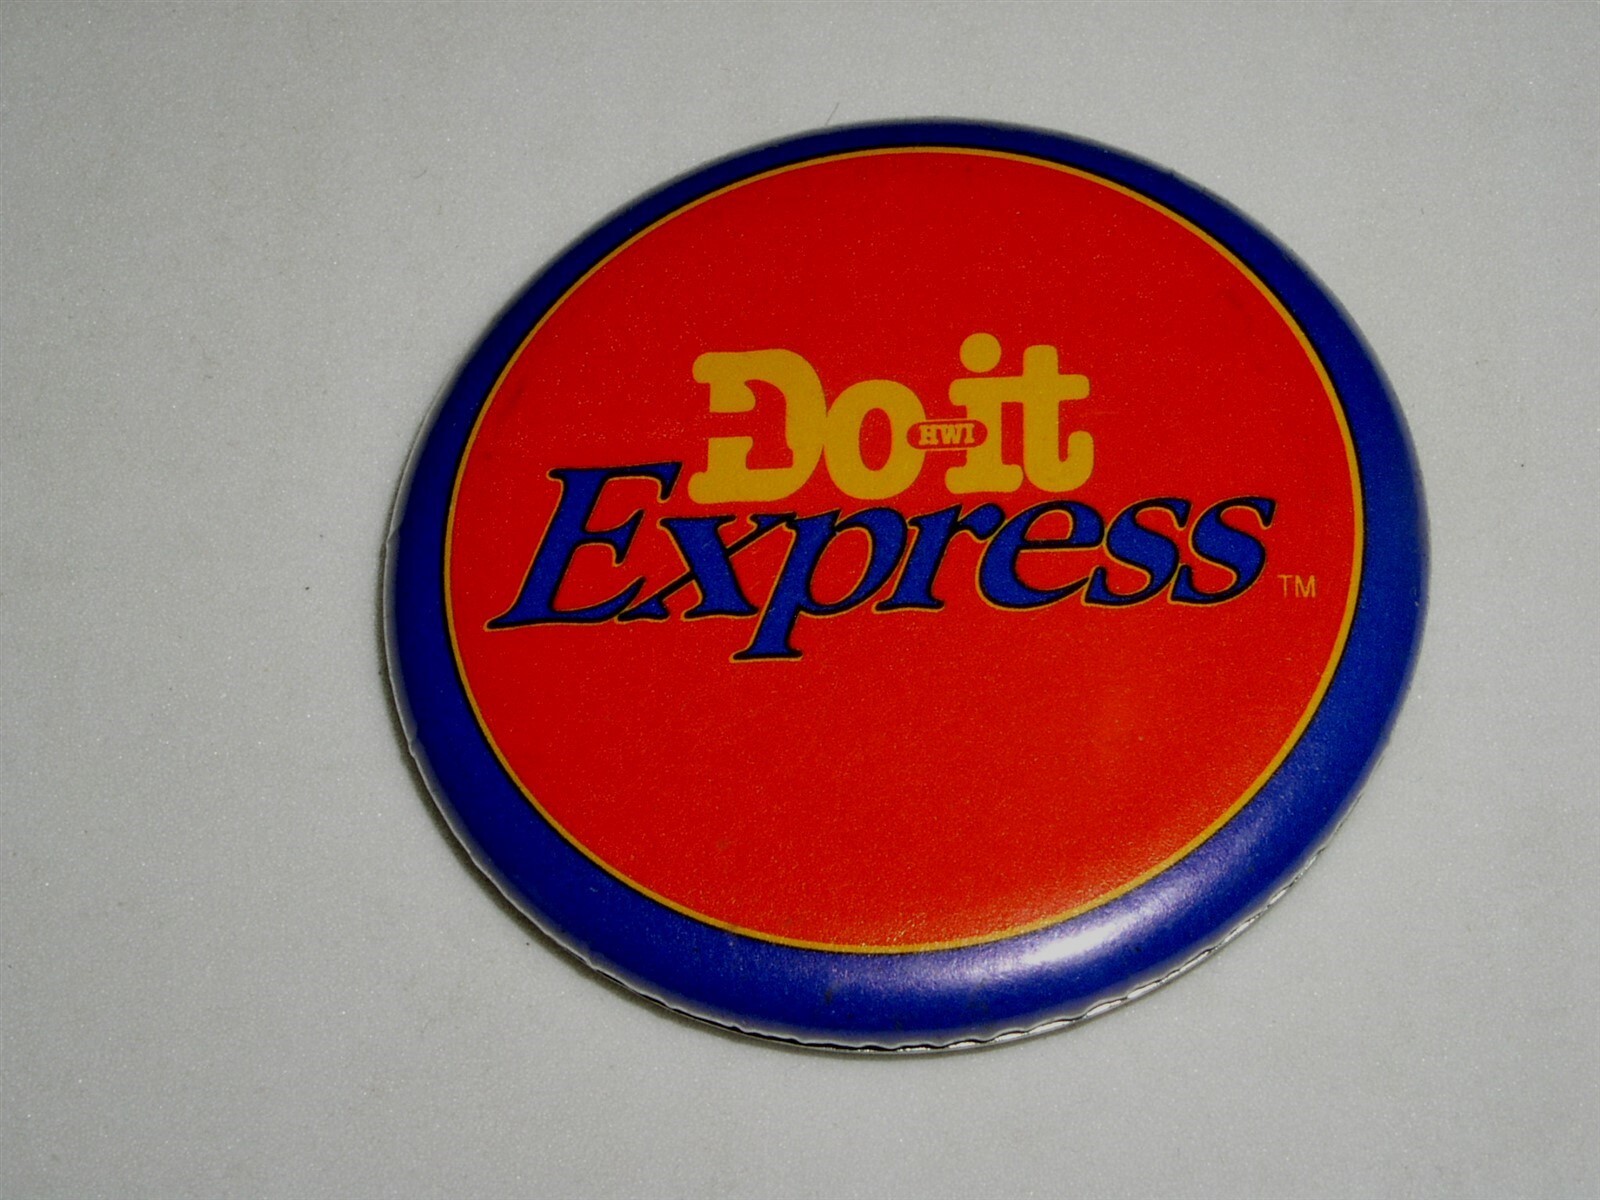 Do HWI it
Express TM